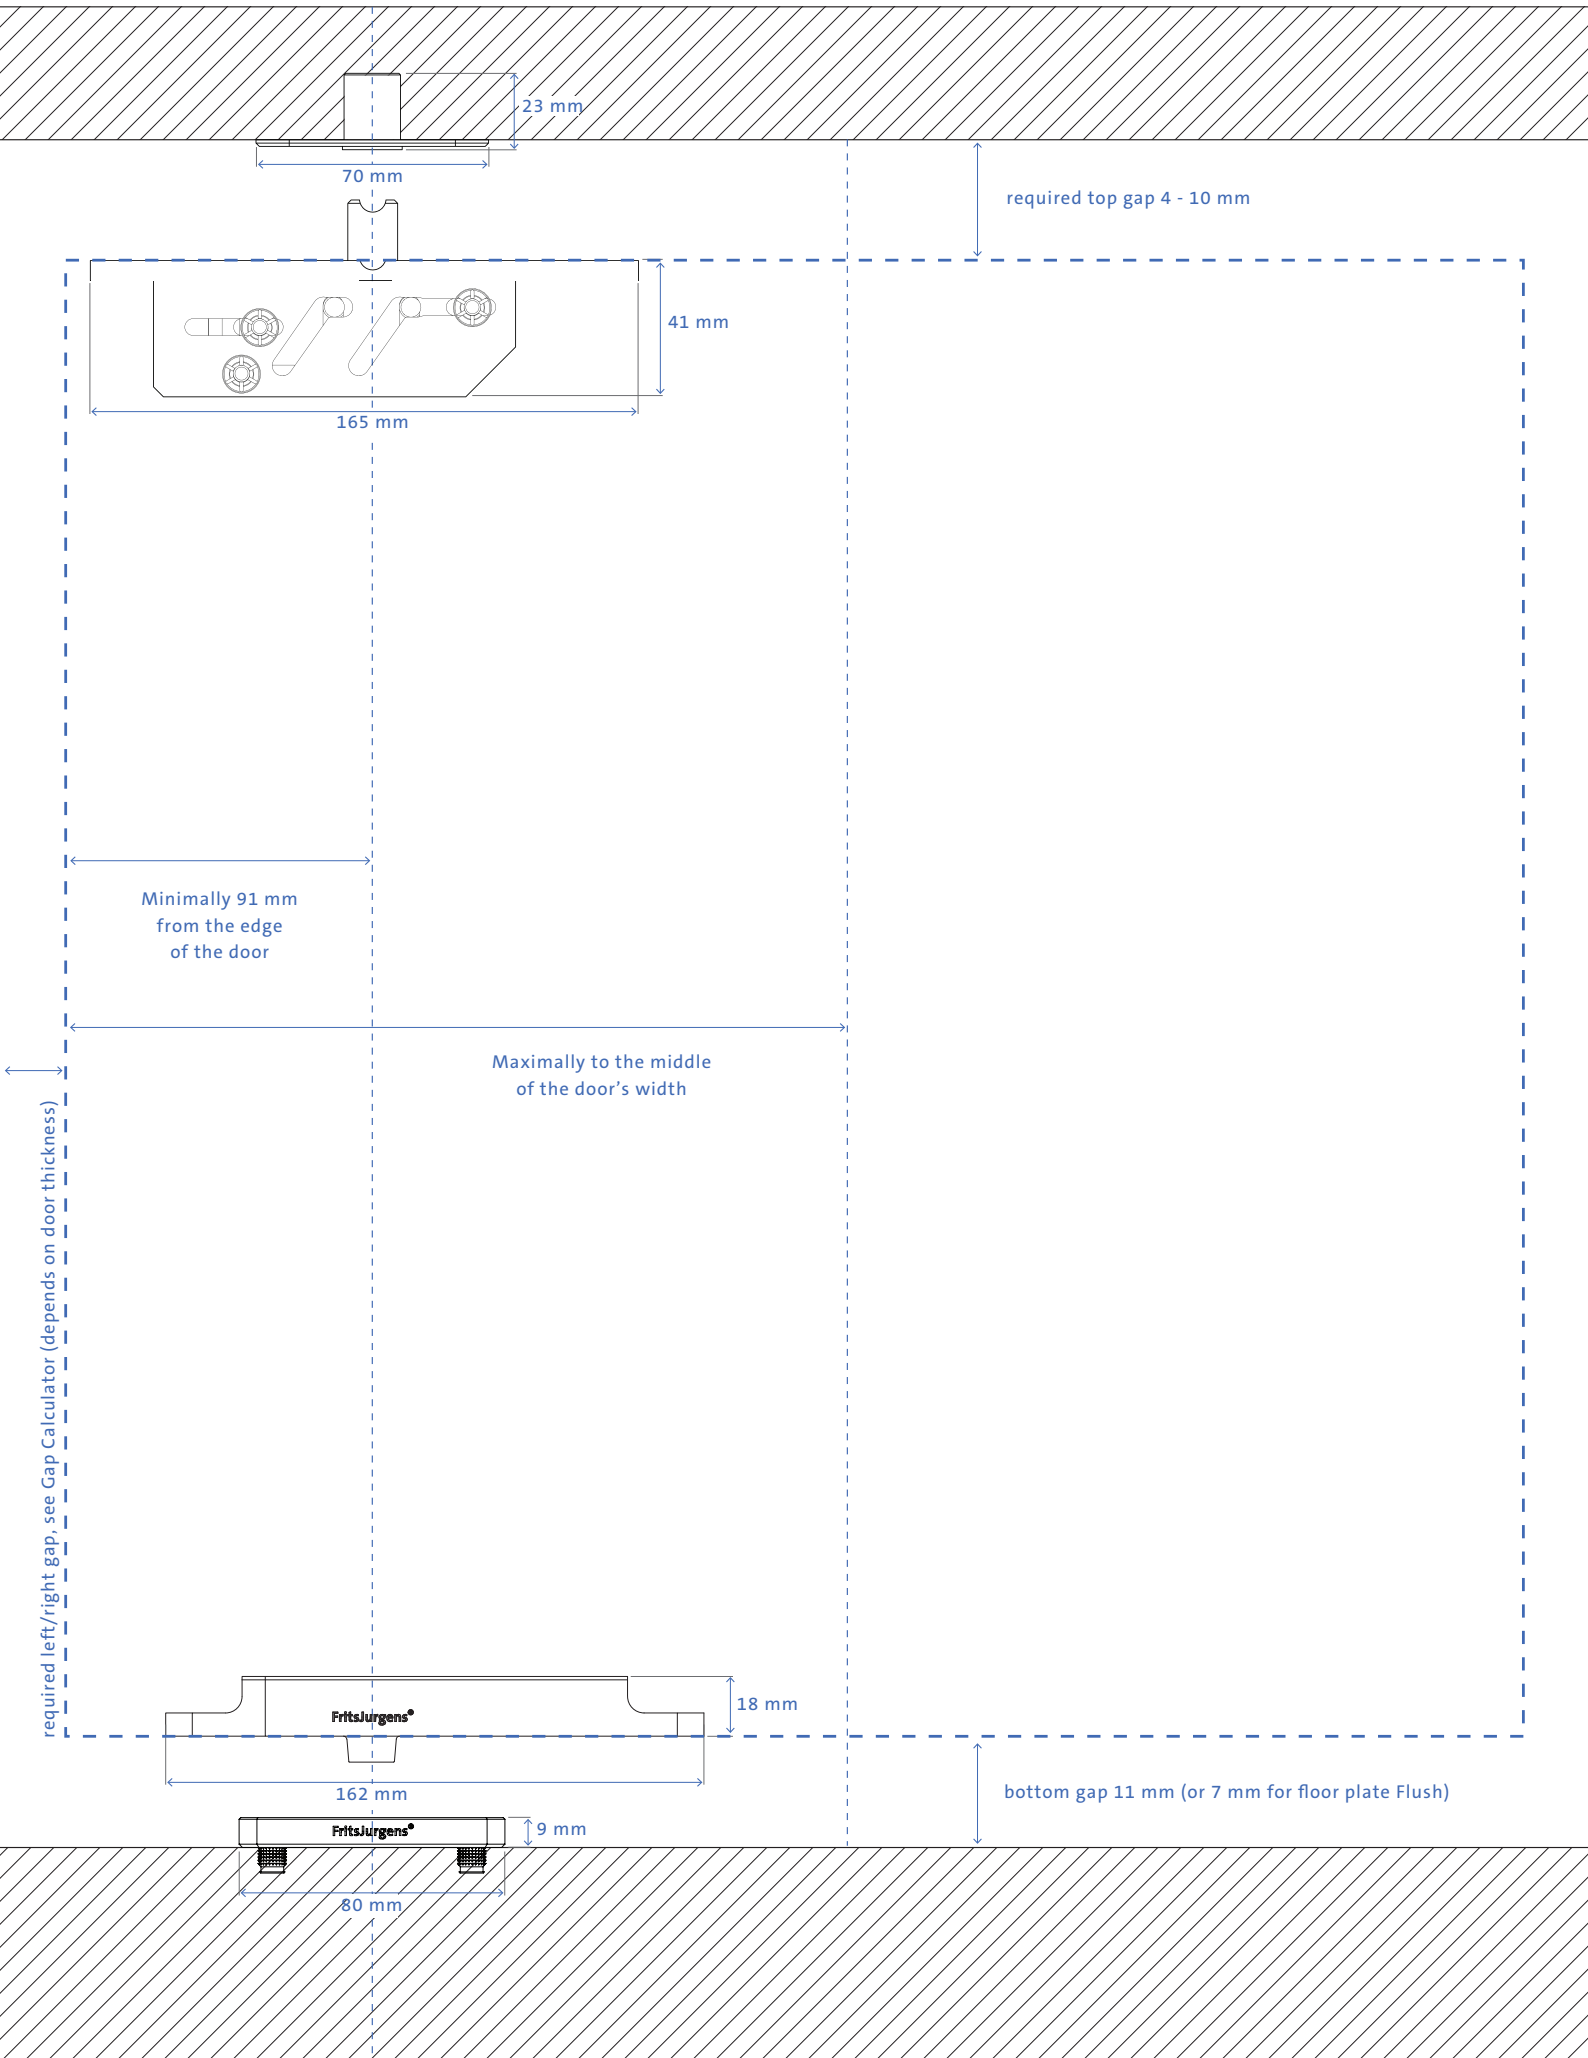 23 mm
70 mm
required top gap 4 - 10 mm
41 mm
165 mm
Minimally 91 mm
from the edge
of the door
Maximally to the middle
of the door’s width
required left/right gap, see Gap Calculator (depends on door thickness)
18 mm
FritsJurgens®
162 mm
bottom gap 11 mm (or 7 mm for floor plate Flush)
FritsJurgens®
9 mm
80 mm